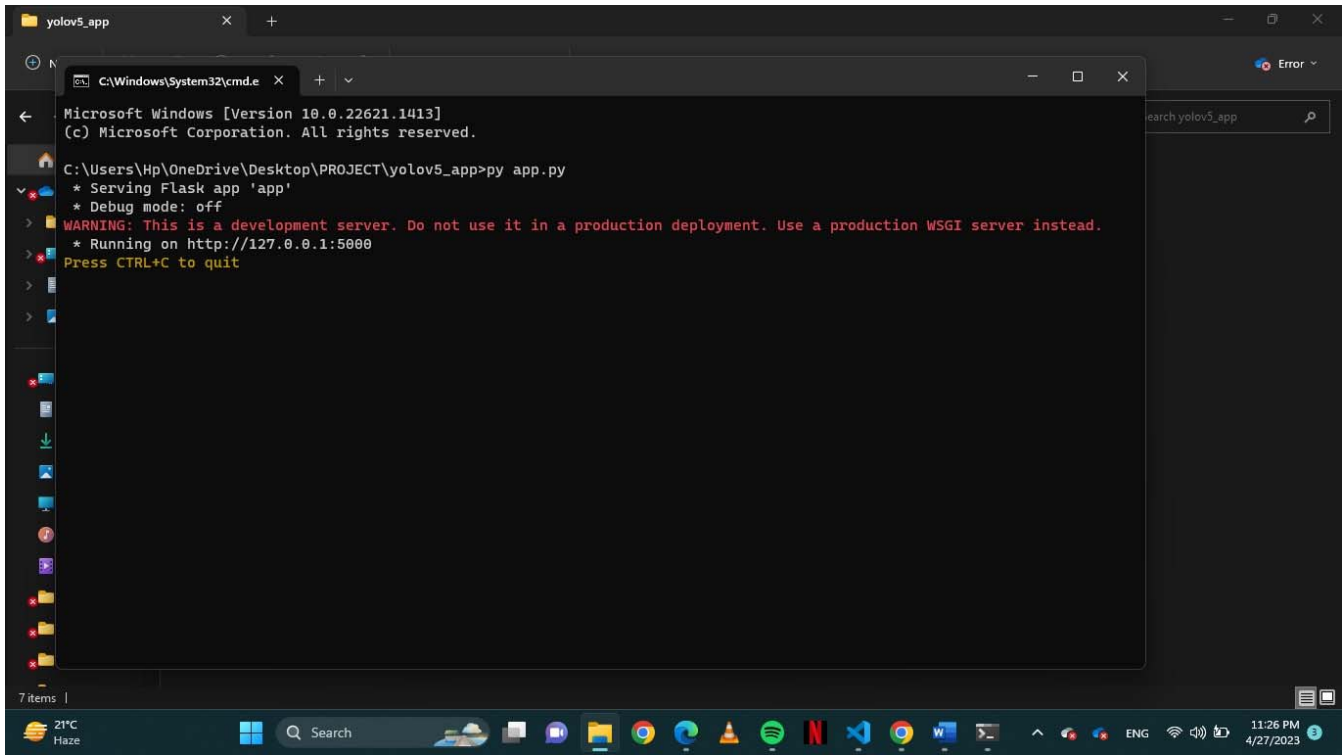 yolov5_app
Error
C:\Windows\System32\cmd.e
Microsoft Windows [Version 10.0.22621.1413]
(c) Microsoft Corporation. All rights reserved.
Search yolov5_app
C:\Users\Hp\OneDrive\Desktop\PROJECT\yolov5_app>py app.py
* Serving Flask app 'app'
* Debug mode: off
WARNING: This is a development server. Do not use it in a production deployment. Use a production WSGI server instead.
* Running on http://127.0.0.1:5000
Press CTRL+C to quit
7 items
21°C
Haze
Search
ENG
11:26 PM
4/27/2023
3